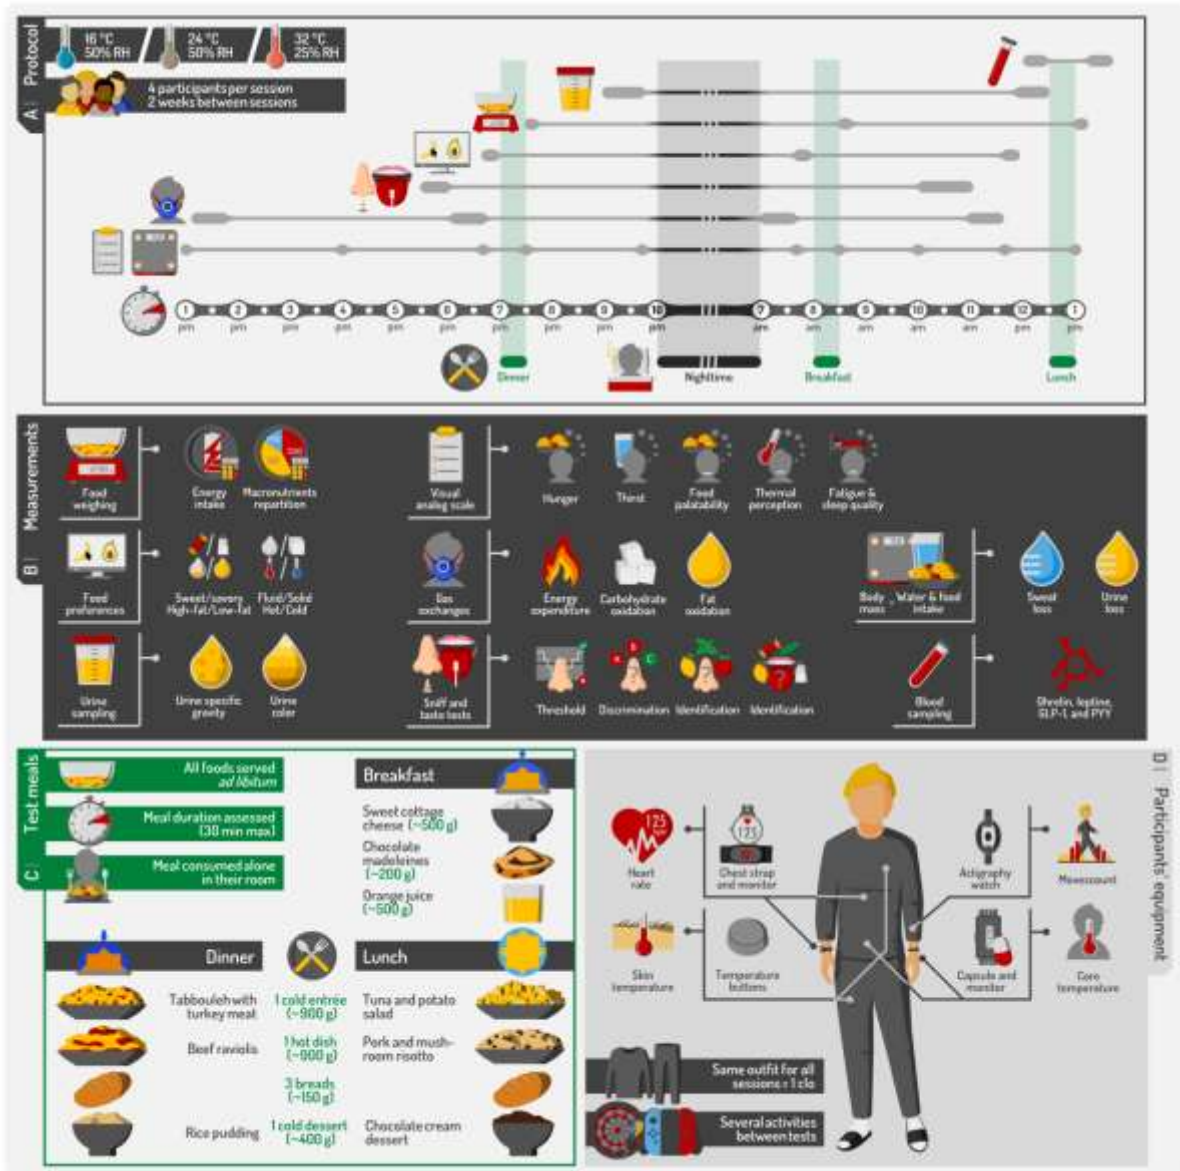 A | Protocol
16 °C
50% RH
24 °C
50% RH
32 °C
25% RH
4 participants per session
2 weeks between sessions
1 2 3 4 5 6 7 8 9 10 7 8 9 10 11 12 1
pm pm pm pm pm pm pm pm pm pm am am am am am pm pm
Dinner
Nighttime
Breakfast
Lunch
B | Measurements
Food
weighing
Energy
intake
Macronutrients
repartition
Visual
analog scale
Hunger
Thirst
Food
palatability
Thermal
perception
Fatigue &
sleep quality
Food
preferences
Sweet/savory
High-fat/Low-fat
Fluid/Solid
Hot/Cold
Gas
exchanges
Energy
expenditure
Carbohydrate
oxidation
Fat
oxidation
Body
mass
, Water & food
intake
Sweat
loss
Urine
loss
Urine
sampling
Urine specific
gravity
Urine
color
Sniff and
taste tests
Threshold
Discrimination
Identification
Identification
Blood
sampling
Ghrelin, leptine,
GLP-1, and PYY
C | Test meals
All foods served
ad libitum
Meal duration assessed
(30 min max)
Meal consumed alone
in their room
Breakfast
Sweet cottage
cheese (~500 g)
Chocolate
madeleines
(~200 g)
Orange juice
(~500 g)
Dinner
Lunch
Tabbouleh with
turkey meat
1 cold entrée
(~900 g)
Tuna and potato
salad
Beef raviolis
1 hot dish
(~900 g)
Pork and mush-
room risotto
3 breads
(~150 g)
Rice pudding
1 cold dessert
(~400 g)
Chocolate cream
dessert
D | Participants' equipment
125
Heart
rate
123
Chest strap
and monitor
Actigraphy
watch
Movecount
Skin
temperature
Temperature
buttons
Capsule and
monitor
Core
temperature
Same outfit for all
sessions = 1 clo
Several activities
between tests